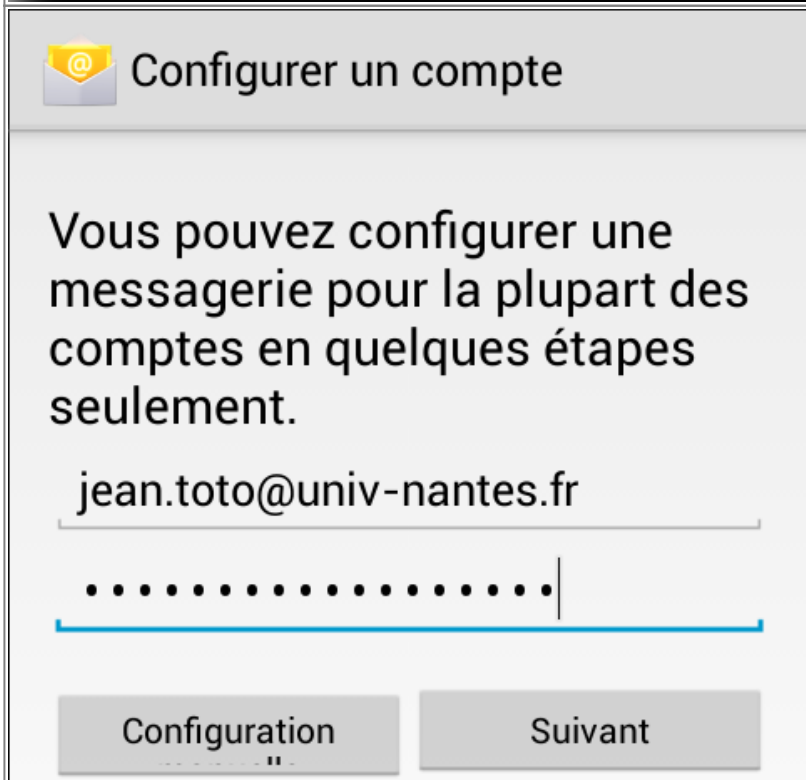 Configurer un compte
Vous pouvez configurer une
messagerie pour la plupart des
comptes en quelques étapes
seulement.
jean.toto@univ-nantes.fr
••••••••••••••••••
Configuration
Suivant